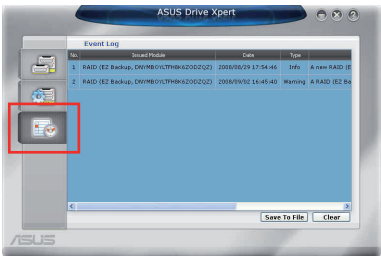 ASUS Drive Xpert
Event Log
No. Issued Module Date Type
1 RAID (EZ Backup, DNYMBOYLTFH8K6ZODZQZ) 2008/08/29 17:54:46 Info A new RAID (E
2 RAID (EZ Backup, DNYMBOYLTFH8K6ZODZQZ) 2008/09/02 16:45:40 Warning A RAID (EZ Ba
Save To File Clear
ASUS